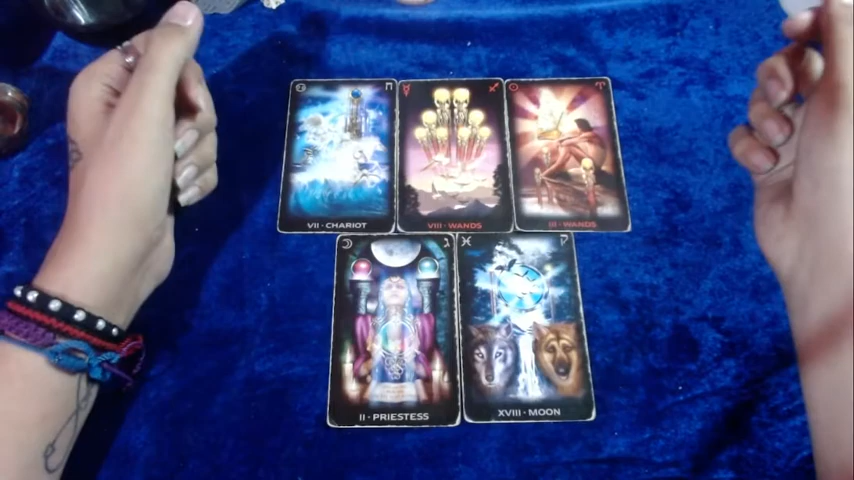 VII · CHARIOT
VIII · WANDS
III · WANDS
II · PRIESTESS
XVIII · MOON